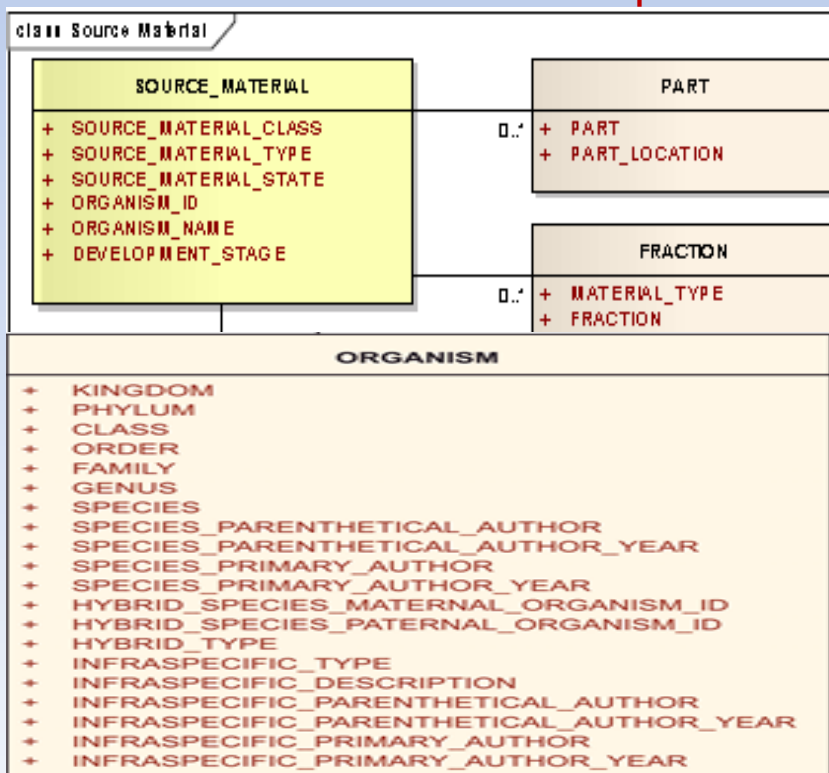 class Source Material
SOURCE_MATERIAL
+ SOURCE_MATERIAL_CLASS
+ SOURCE_MATERIAL_TYPE
+ SOURCE_MATERIAL_STATE
+ ORGANISM_ID
+ ORGANISM_NAME
+ DEVELOPMENT_STAGE
0..*
PART
+ PART
+ PART_LOCATION
0..*
FRACTION
+ MATERIAL_TYPE
+ FRACTION
ORGANISM
+ KINGDOM
+ PHYLUM
+ CLASS
+ ORDER
+ FAMILY
+ GENUS
+ SPECIES
+ SPECIES_PARENTHETICAL_AUTHOR
+ SPECIES_PARENTHETICAL_AUTHOR_YEAR
+ SPECIES_PRIMARY_AUTHOR
+ SPECIES_PRIMARY_AUTHOR_YEAR
+ HYBRID_SPECIES_MATERNAL_ORGANISM_ID
+ HYBRID_SPECIES_PATERNAL_ORGANISM_ID
+ HYBRID_TYPE
+ INFRASPECIFIC_TYPE
+ INFRASPECIFIC_DESCRIPTION
+ INFRASPECIFIC_PARENTHETICAL_AUTHOR
+ INFRASPECIFIC_PARENTHETICAL_AUTHOR_YEAR
+ INFRASPECIFIC_PRIMARY_AUTHOR
+ INFRASPECIFIC_PRIMARY_AUTHOR_YEAR